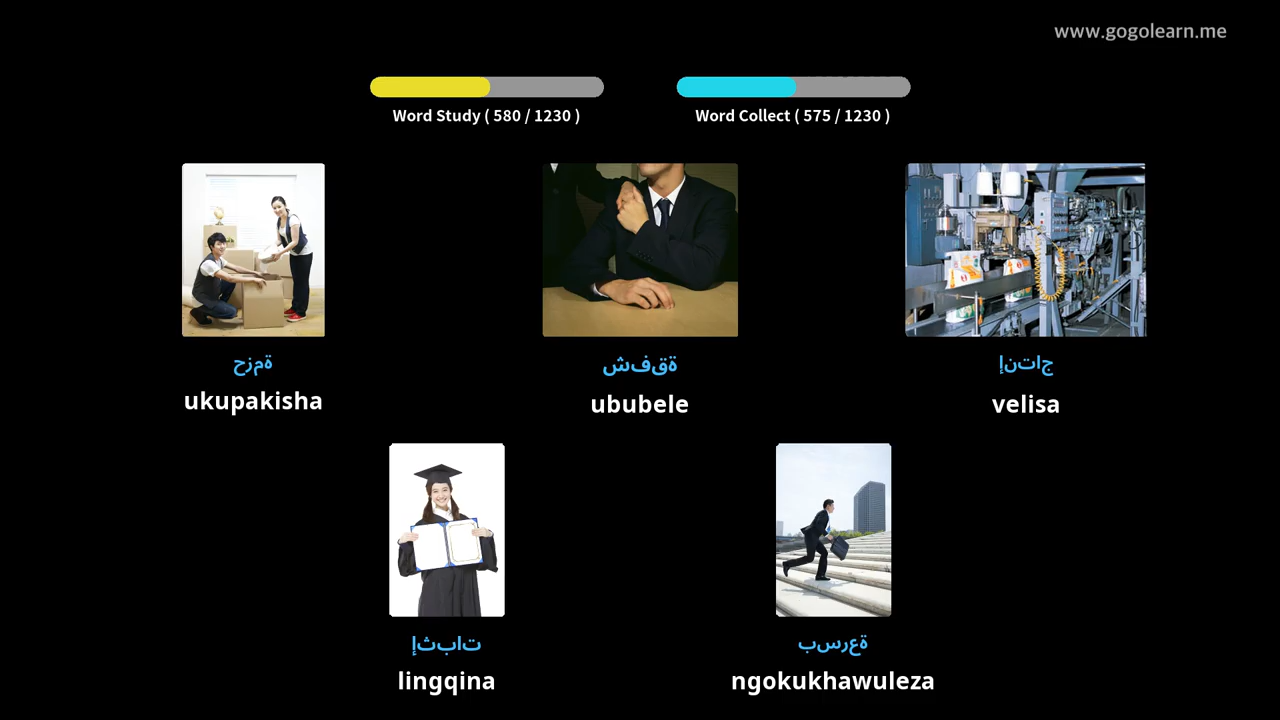 www.gogolearn.me
Word Study ( 580 / 1230 )
Word Collect ( 575 / 1230 )
حزمة
ukupakisha
شفقة
ububele
إنتاج
velisa
إثبات
lingqina
بسرعة
ngokukhawuleza